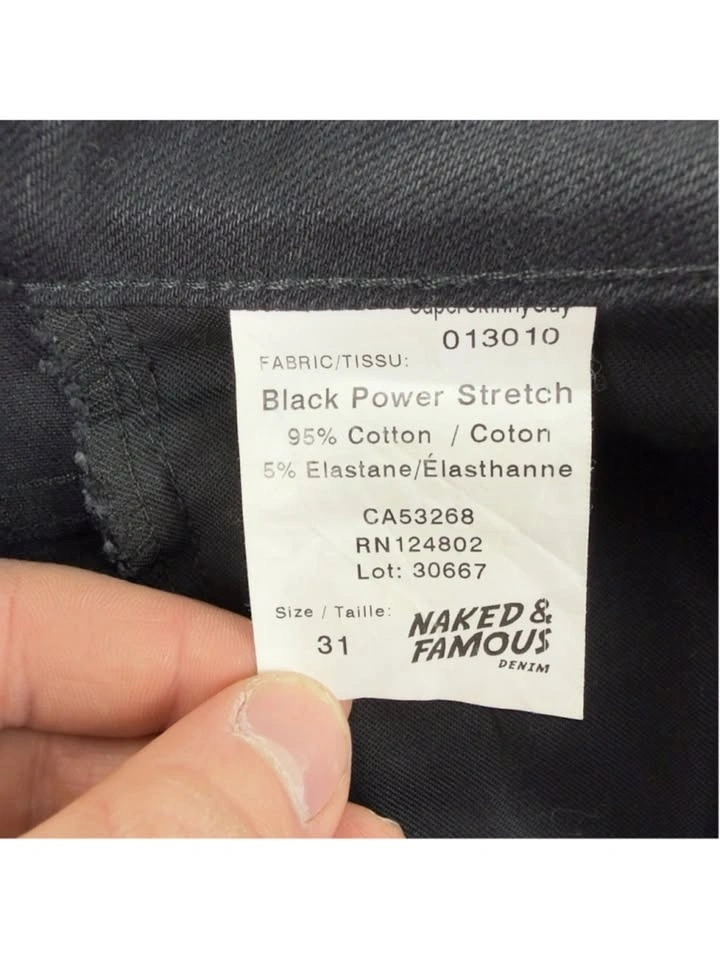 SuperSkinnyGuy
013010
FABRIC/TISSU:
Black Power Stretch
95% Cotton / Coton
5% Elastane/Élasthanne
CA53268
RN124802
Lot: 30667
Size / Taille:
31
NAKED &
FAMOUS
DENIM